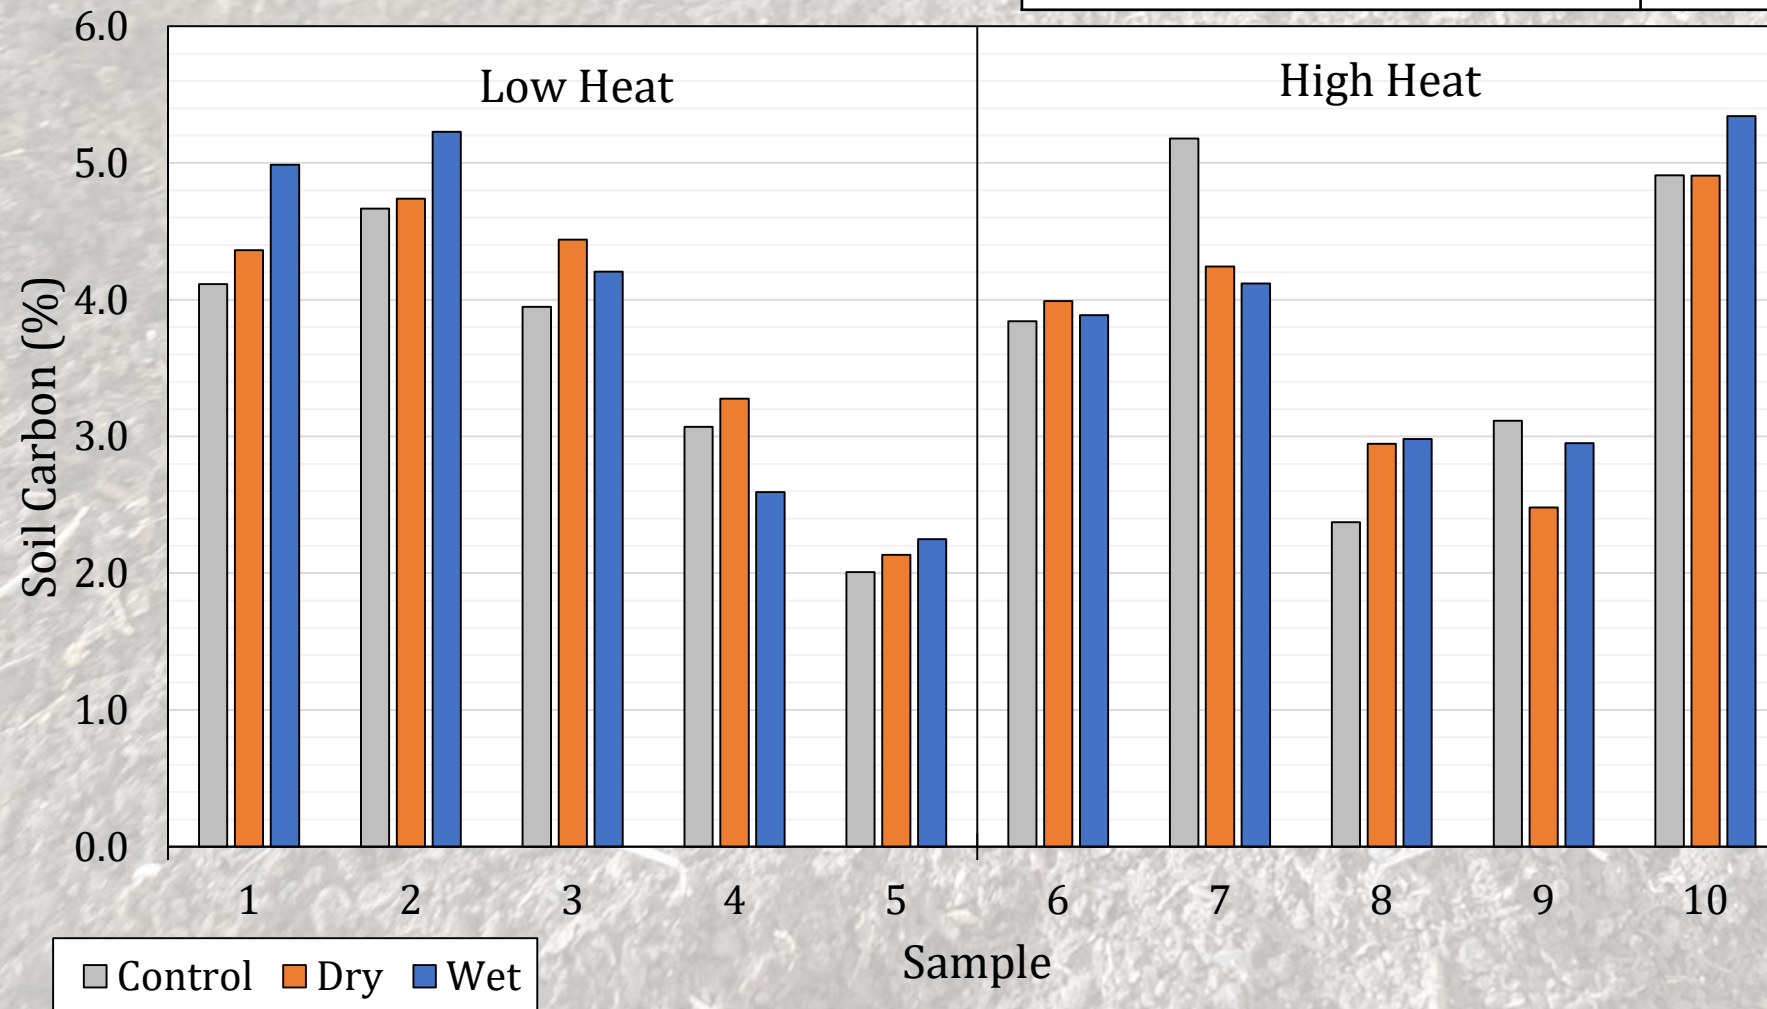 6.0
5.0
4.0
3.0
2.0
1.0
0.0
Soil Carbon (%)
Low Heat
High Heat
1 2 3 4 5 6 7 8 9 10
Sample
Control Dry Wet